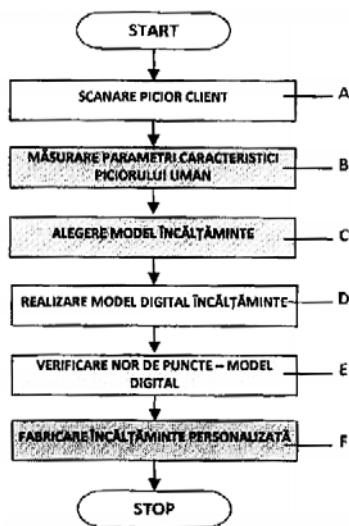 START
SCANARE PICIOR CLIENT
A
MĂSURARE PARAMETRI CARACTERISTICI
PICIORULUI UMAN
B
ALEGERE MODEL ÎNCĂLȚĂMINTE
C
REALIZARE MODEL DIGITAL ÎNCĂLȚĂMINTE
D
VERIFICARE NOR DE PUNCTE – MODEL
DIGITAL
E
FABRICARE ÎNCĂLȚĂMINTE PERSONALIZATĂ
F
STOP